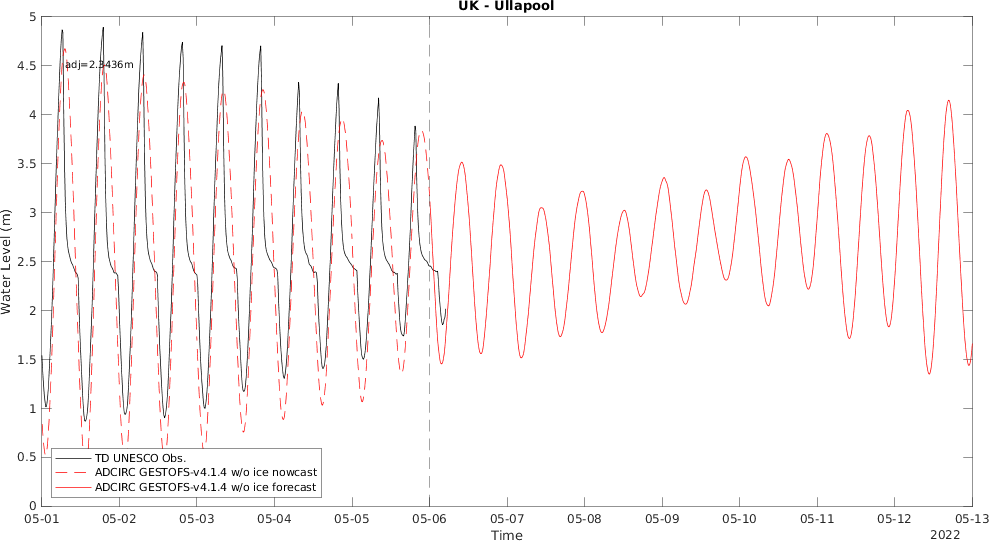 UK - Ullapool
5
4.5
4
3.5
3
2.5
2
1.5
1
0.5
0
Water Level (m)
adj=2.3436m
TD UNESCO Obs.
ADCIRC GESTOFS-v4.1.4 w/o ice nowcast
ADCIRC GESTOFS-v4.1.4 w/o ice forecast
05-01 05-02 05-03 05-04 05-05 05-06 05-07 05-08 05-09 05-10 05-11 05-12 05-13
Time
2022